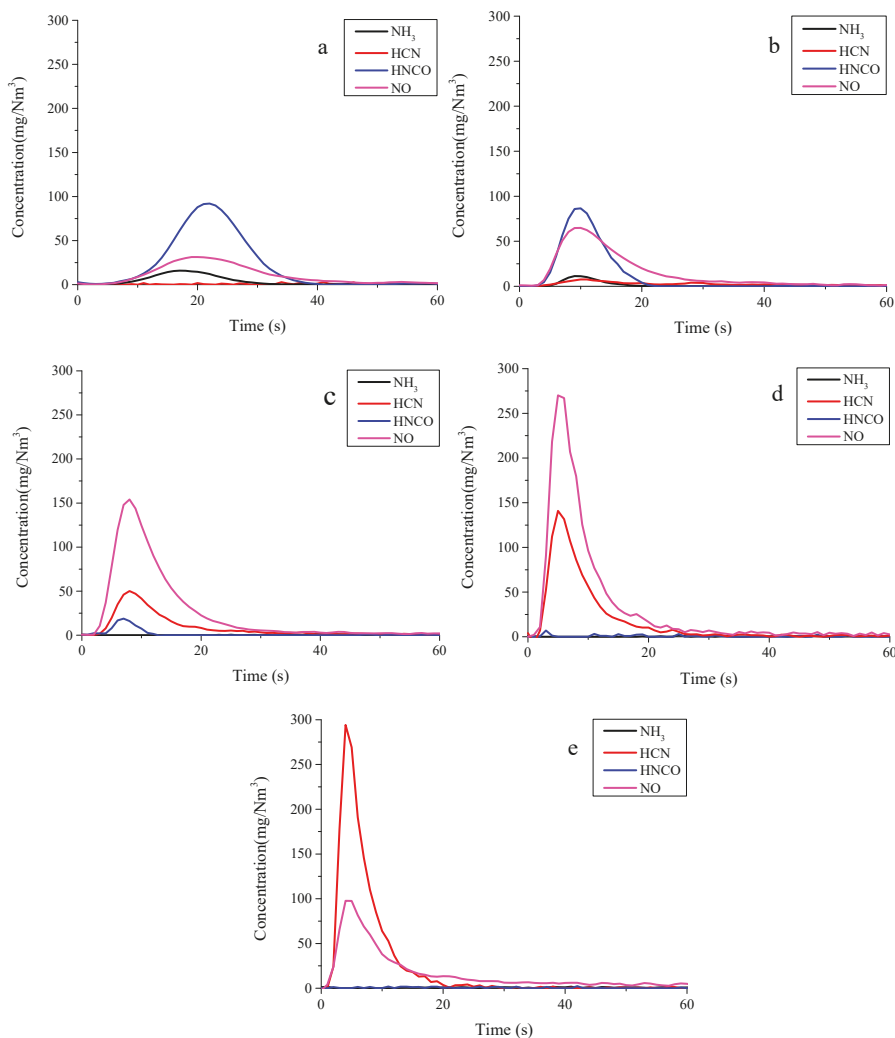 a
NH₃
HCN
HNCO
NO
300
250
200
150
100
50
0
Concentration(mg/Nm³)
0 20 40 60
Time (s)
b
NH₃
HCN
HNCO
NO
300
250
200
150
100
50
0
Concentration(mg/Nm³)
0 20 40 60
Time (s)
c
NH₃
HCN
HNCO
NO
300
250
200
150
100
50
0
Concentration(mg/Nm³)
0 20 40 60
Time (s)
d
NH₃
HCN
HNCO
NO
300
250
200
150
100
50
0
Concentration(mg/Nm³)
0 20 40 60
Time (s)
e
NH₃
HCN
HNCO
NO
300
250
200
150
100
50
0
Concentration(mg/Nm³)
0 20 40 60
Time (s)